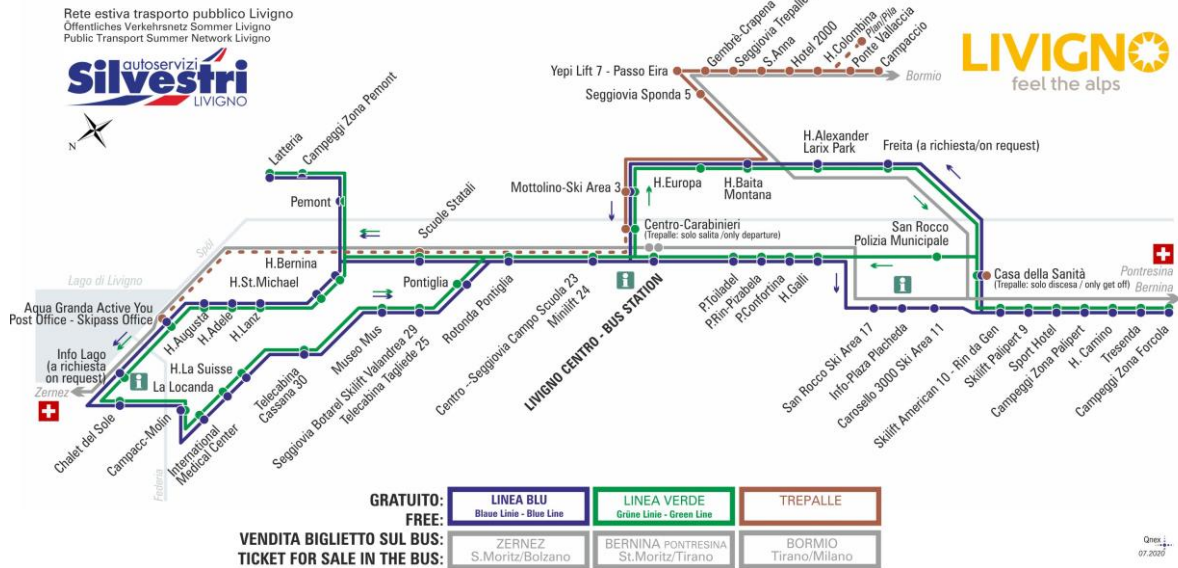 Rete estiva trasporto pubblico Livigno
Öffentliches Verkehrsnetz Sommer Livigno
Public Transport Summer Network Livigno
autoservizi
Silvestri
LIVIGNO
N
LIVIGNO
feel the alps
Yepi Lift 7 - Passo Eira
Gembrè-Crapena
Seggiovia Trepalle
S.Anna
Hotel 2000
H.Colombina
Plan/Pila
Ponte Vallaccia
Campaccio
Bormio
Seggiovia Sponda 5
Latteria
Campeggi Zona Pemont
Pemont
Scuole Statali
Mottolino-Ski Area 3
H.Europa
H.Baita
Montana
H.Alexander
Larix Park
Freita (a richiesta/on request)
Centro-Carabinieri
(Trepalle: solo salita /only departure)
San Rocco
Polizia Municipale
Spöl
Lago di Livigno
H.Bernina
H.St.Michael
Pontiglia
Casa della Sanità
(Trepalle: solo discesa / only get off)
Pontresina
Bernina
Aqua Granda Active You
Post Office - Skipass Office
H.Augusta
H.Adele
H.Lanz
Info Lago
(a richiesta
on request)
Zernez
H.La Suisse
La Locanda
Chalet del Sole
Campacc-Molin
Federia
International
Medical Center
Telecabina
Cassana 30
Museo Mus
Seggiovia Botarel Skilift Valandrea 29
Telecabina Tagliede 25
Rotonda Pontiglia
Centro --Seggiovia Campo Scuola 23
Minilift 24
LIVIGNO CENTRO - BUS STATION
P.Toiladel
P.Rin-Pizabela
P.Confortina
H.Galli
San Rocco Ski Area 17
Info-Plaza Placheda
Carosello 3000 Ski Area 11
Skilift American 10 - Rin da Gen
Skilift Palipert 9
Sport Hotel
Campeggi Zona Palipert
H. Camino
Tresenda
Campeggi Zona Forcola
GRATUITO:
FREE:
LINEA BLU
Blaue Linie - Blue Line
LINEA VERDE
Grüne Linie - Green Line
TREPALLE
VENDITA BIGLIETTO SUL BUS:
TICKET FOR SALE IN THE BUS:
ZERNEZ
S.Moritz/Bolzano
BERNINA PONTRESINA
St.Moritz/Tirano
BORMIO
Tirano/Milano
Qnex
07.2020